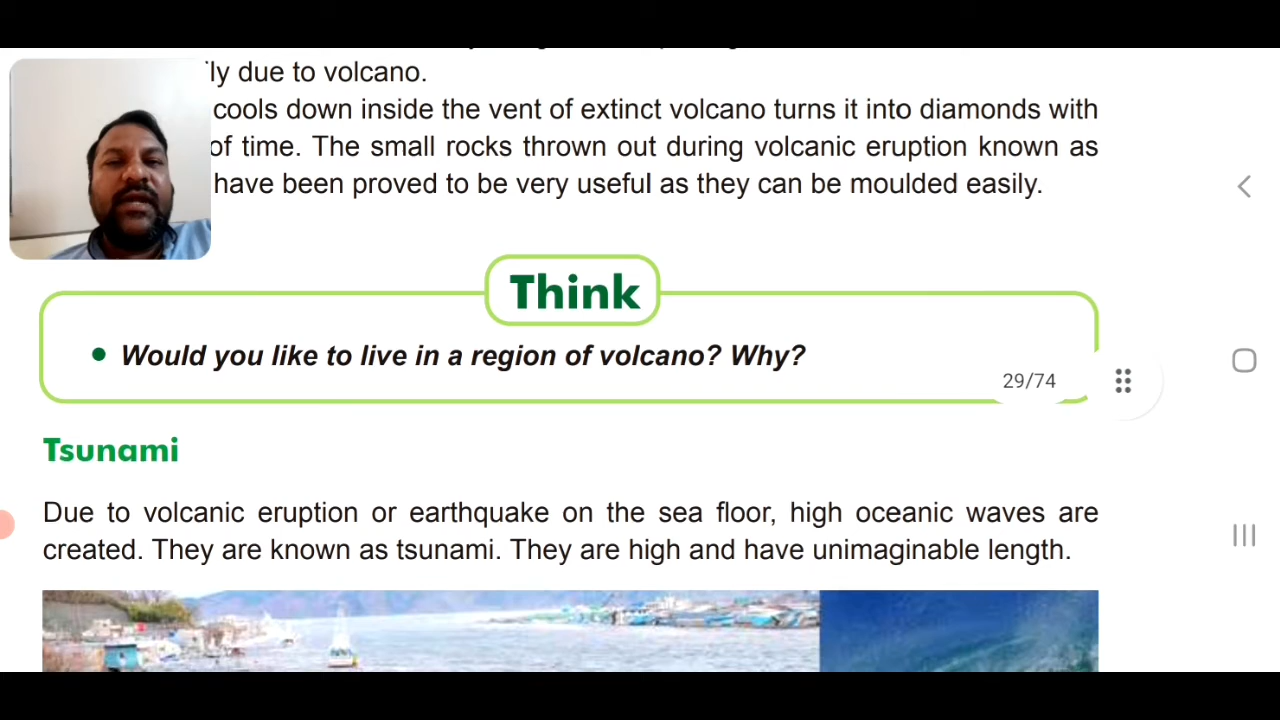 ly due to volcano.
cools down inside the vent of extinct volcano turns it into diamonds with
of time. The small rocks thrown out during volcanic eruption known as
have been proved to be very useful as they can be moulded easily.
Think
• Would you like to live in a region of volcano? Why?
29/74
Tsunami
Due to volcanic eruption or earthquake on the sea floor, high oceanic waves are
created. They are known as tsunami. They are high and have unimaginable length.